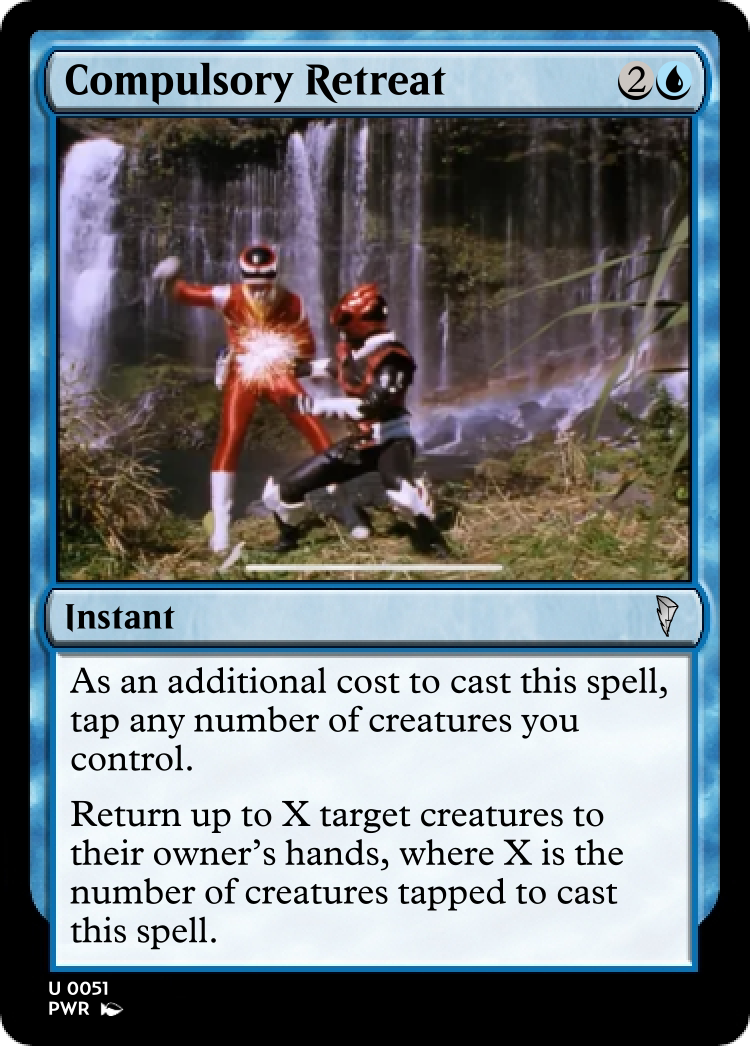 Compulsory Retreat 2
Instant
As an additional cost to cast this spell,
tap any number of creatures you
control.
Return up to X target creatures to
their owner's hands, where X is the
number of creatures tapped to cast
this spell.
U 0051
PWR